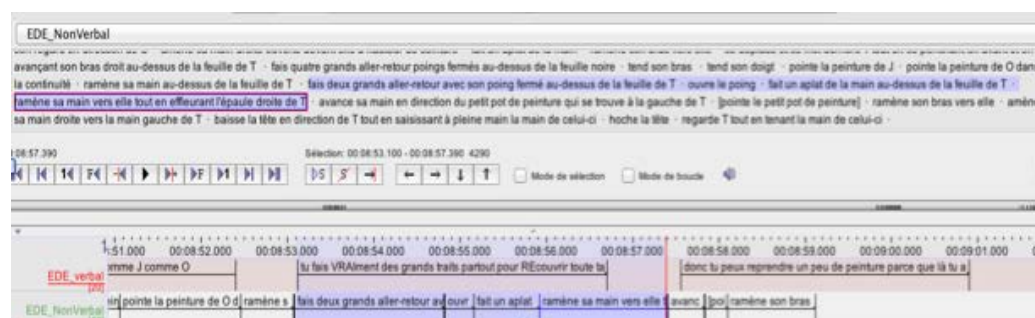 EDE_NonVerbal
avançant son bras droit au-dessus de la feuille de T · fais quatre grands aller-retour poings fermés au-dessus de la feuille noire · tend son bras · tend son doigt · pointe la peinture de J · pointe la peinture de O dan
la continuité · ramène sa main au-dessus de la feuille de T · fais deux grands aller-retour avec son poing fermé au-dessus de la feuille de T · ouvre le poing · fait un aplat de la main au-dessus de la feuille de T ·
ramène sa main vers elle tout en effleurant l'épaule droite de T · avance sa main en direction du petit pot de peinture qui se trouve à la gauche de T · [pointe le petit pot de peinture] · ramène son bras vers elle · amèn
sa main droite vers la main gauche de T · baisse la tête en direction de T tout en saisissant à pleine main la main de celui-ci · hoche la tête · regarde T tout en tenant la main de celui-ci ·
08:57.390 Sélection: 00:08:53.100 - 00:08:57.390 4290
Mode de sélection Mode de boucle
:51.000 00:08:52.000 00:08:53.000 00:08:54.000 00:08:55.000 00:08:56.000 00:08:57.000 00:08:58.000 00:08:59.000 00:09:00.000 00:09:01.000
EDE_verbal
mme J comme O tu fais VRAIment des grands traits partout pour REcouvrir toute ta donc tu peux reprendre un peu de peinture parce que là tu a
EDE_NonVerbal
pointe la peinture de O d ramène s fais deux grands aller-retour av ouvr fait un aplat ramène sa main vers elle t avanc [poi ramène son bras